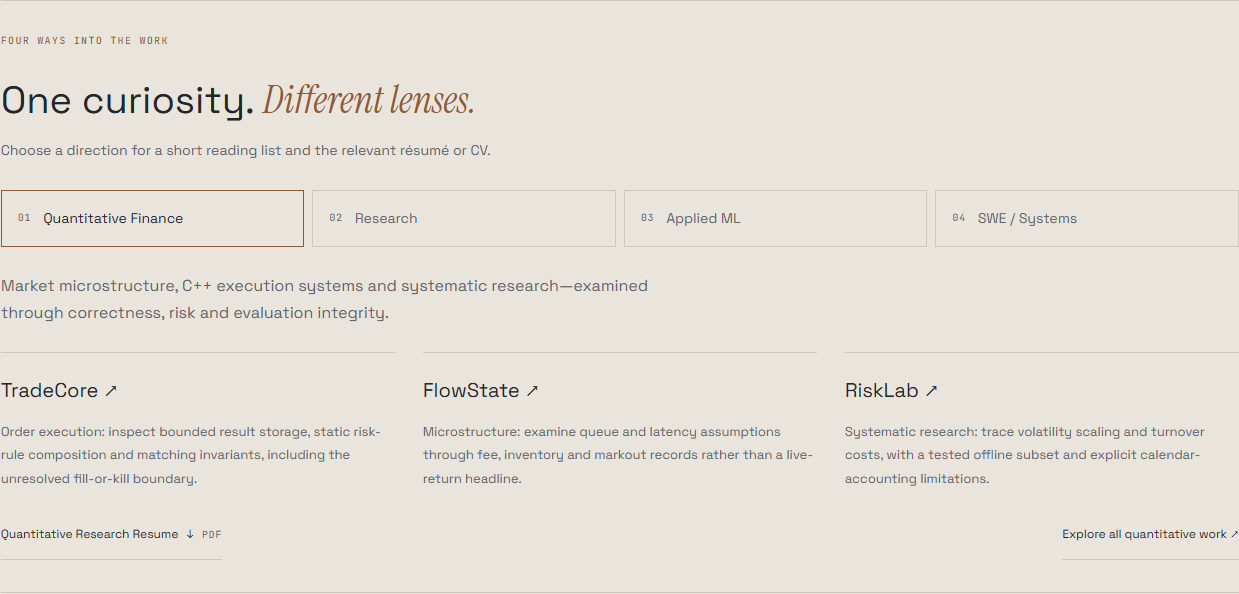 FOUR WAYS INTO THE WORK
One curiosity. Different lenses.
Choose a direction for a short reading list and the relevant résumé or CV.
01 Quantitative Finance
02 Research
03 Applied ML
04 SWE / Systems
Market microstructure, C++ execution systems and systematic research—examined
through correctness, risk and evaluation integrity.
TradeCore ↗
Order execution: inspect bounded result storage, static risk-
rule composition and matching invariants, including the
unresolved fill-or-kill boundary.
FlowState ↗
Microstructure: examine queue and latency assumptions
through fee, inventory and markout records rather than a live-
return headline.
RiskLab ↗
Systematic research: trace volatility scaling and turnover
costs, with a tested offline subset and explicit calendar-
accounting limitations.
Quantitative Research Resume ↓ PDF
Explore all quantitative work ↗